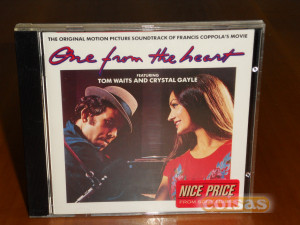 THE ORIGINAL MOTION PICTURE SOUNDTRACK OF FRANCIS COPPOLA'S MOVIE
One from the heart
FEATURING
TOM WAITS AND CRYSTAL GAYLE
NICE PRICE
coisas